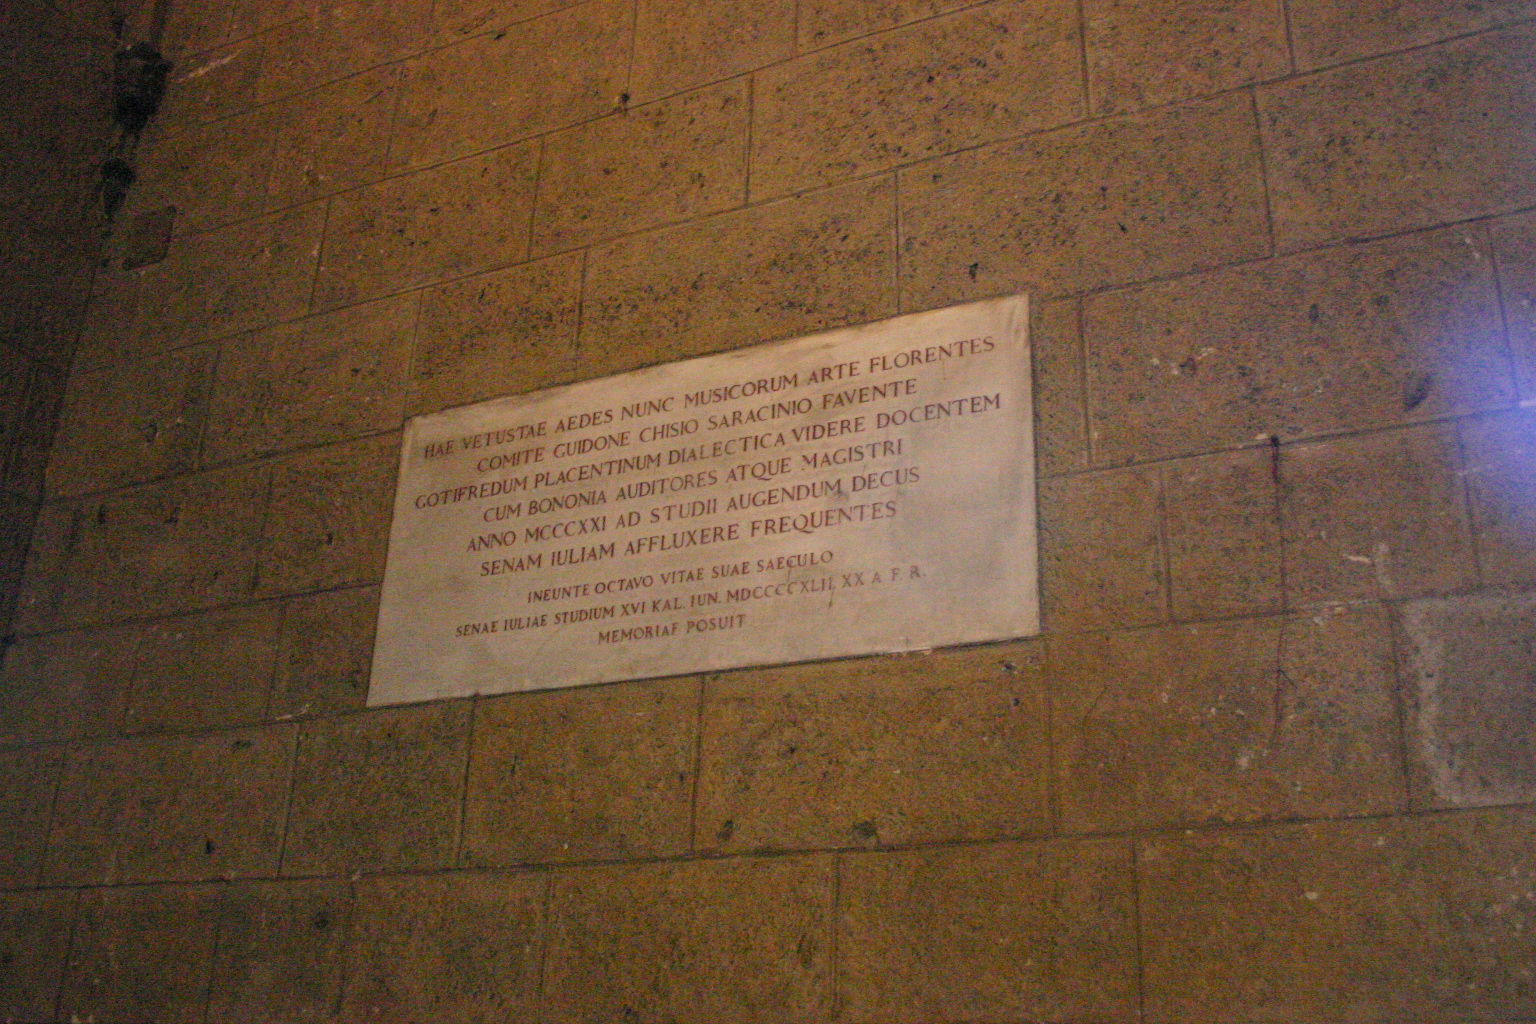 HAE VETUSTAE AEDES NUNC MUSICORUM ARTE FLORENTES
COMITE GUIDONE CHISIO SARACINIO FAVENTE
GOTIFREDUM PLACENTINUM DIALECTICA VIDERE DOCENTEM
CUM BONONIA AUDITORES ATQUE MAGISTRI
ANNO MCCCXXI AD STUDII AUGENDUM DECUS
SENAM IULIAM AFFLUXERE FREQUENTES
INEUNTE OCTAVO VITAE SUAE SAECULO
SENAE IULIAE STUDIUM XVI KAL. IUN. MDCCCCXLII XX A F. R.
MEMORIAE POSUIT